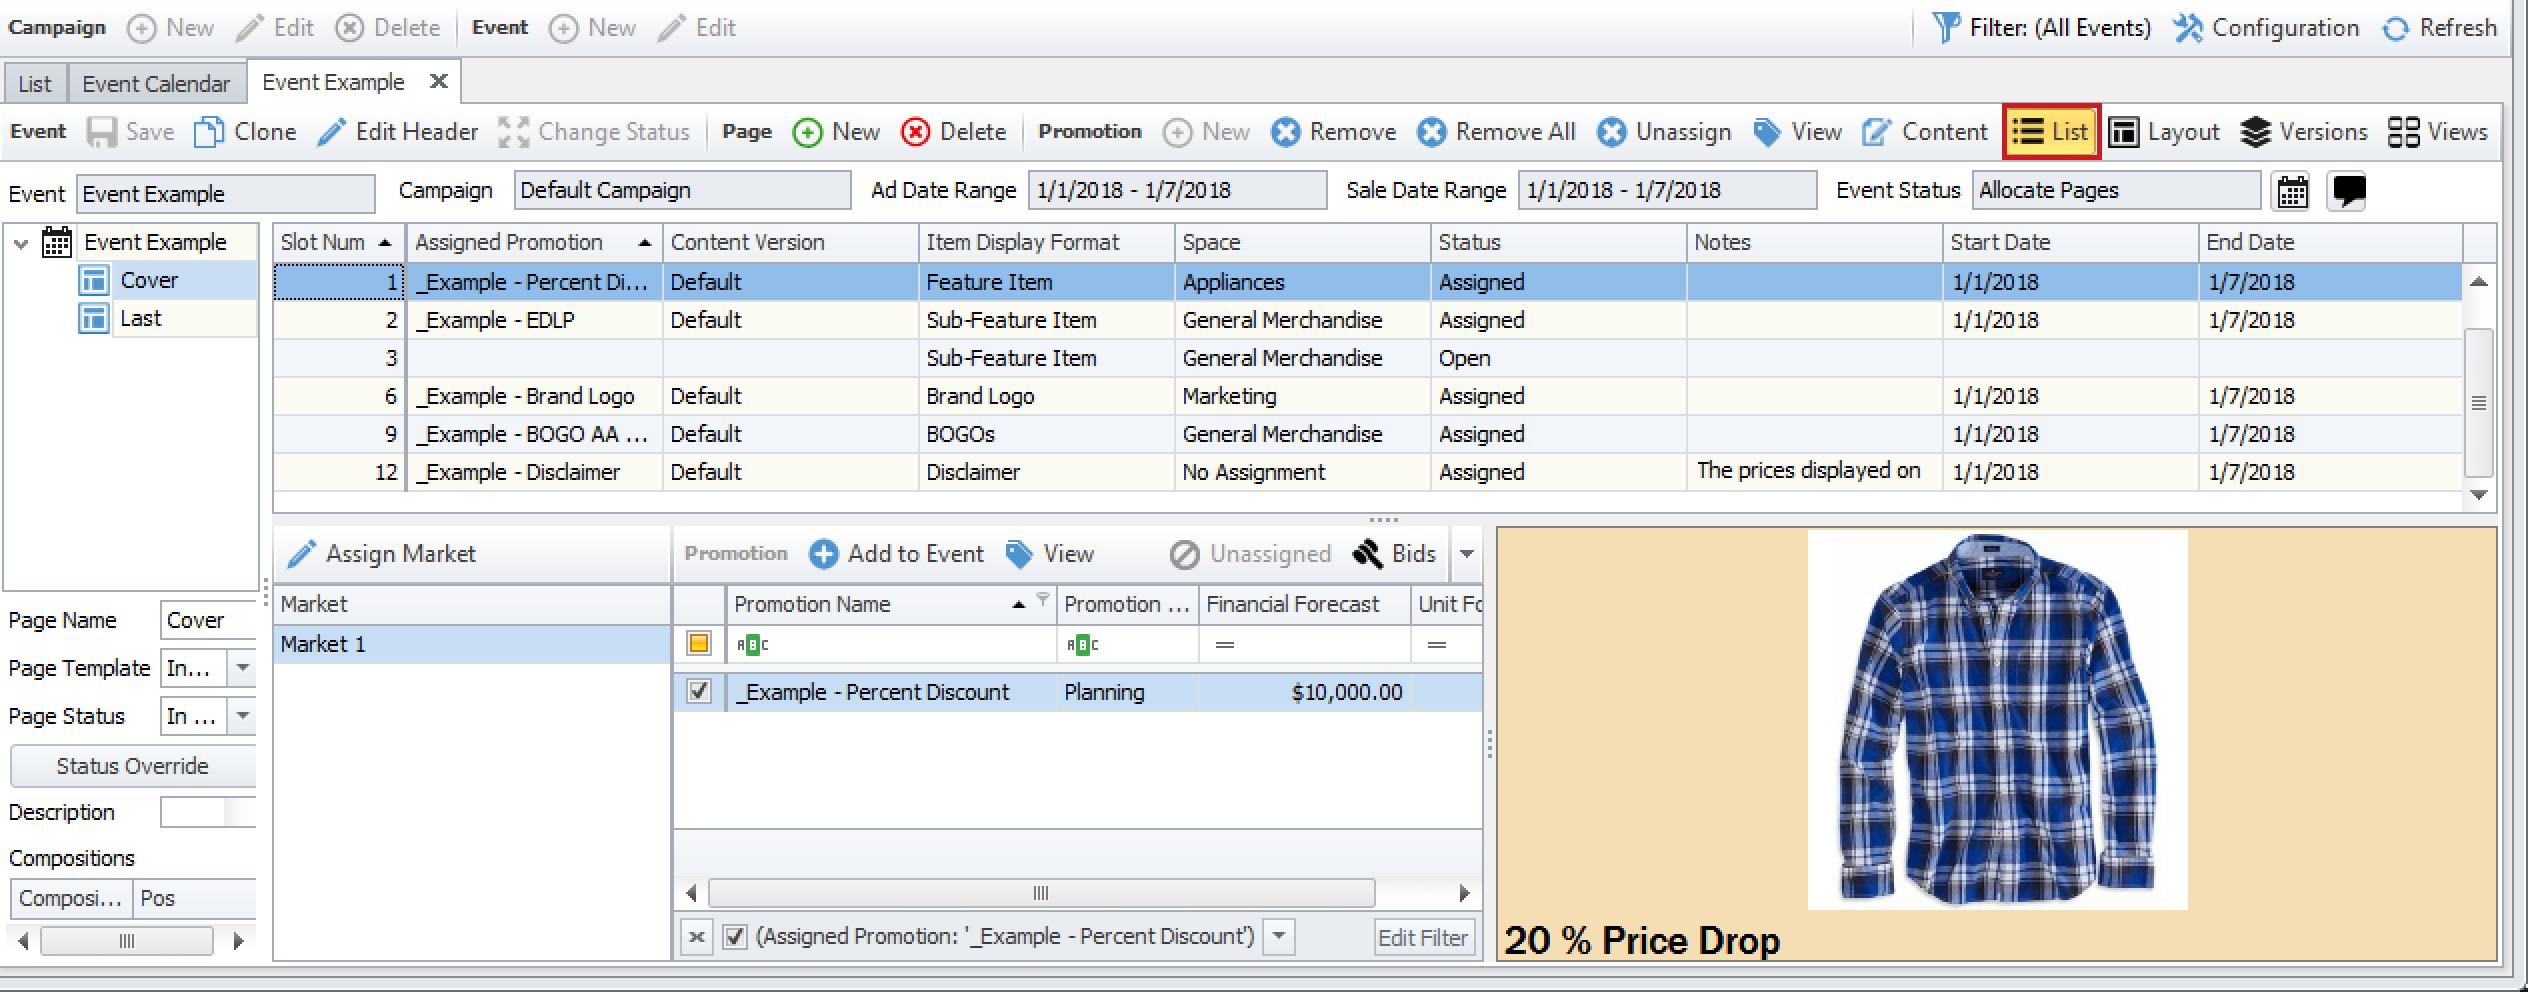 Campaign New Edit Delete Event New Edit Filter: (All Events) Configuration Refresh
List Event Calendar Event Example
Event Save Clone Edit Header Change Status Page New Delete Promotion New Remove Remove All Unassign View Content List Layout Versions Views
Event Event Example Campaign Default Campaign Ad Date Range 1/1/2018 - 1/7/2018 Sale Date Range 1/1/2018 - 1/7/2018 Event Status Allocate Pages
Event Example
Cover
Last
Slot Num Assigned Promotion Content Version Item Display Format Space Status Notes Start Date End Date
1 _Example - Percent Di... Default Feature Item Appliances Assigned 1/1/2018 1/7/2018
2 _Example - EDLP Default Sub-Feature Item General Merchandise Assigned 1/1/2018 1/7/2018
3 Sub-Feature Item General Merchandise Open
6 _Example - Brand Logo Default Brand Logo Marketing Assigned 1/1/2018 1/7/2018
9 _Example - BOGO AA ... Default BOGOs General Merchandise Assigned 1/1/2018 1/7/2018
12 _Example - Disclaimer Default Disclaimer No Assignment Assigned The prices displayed on 1/1/2018 1/7/2018
Page Name Cover
Page Template In...
Page Status In ...
Status Override
Description
Compositions
Composi... Pos
Assign Market
Market
Market 1
Promotion Add to Event View Unassigned Bids
Promotion Name Promotion ... Financial Forecast Unit Fo
ABC ABC = =
_Example - Percent Discount Planning $10,000.00
(Assigned Promotion: '_Example - Percent Discount') Edit Filter
20 % Price Drop